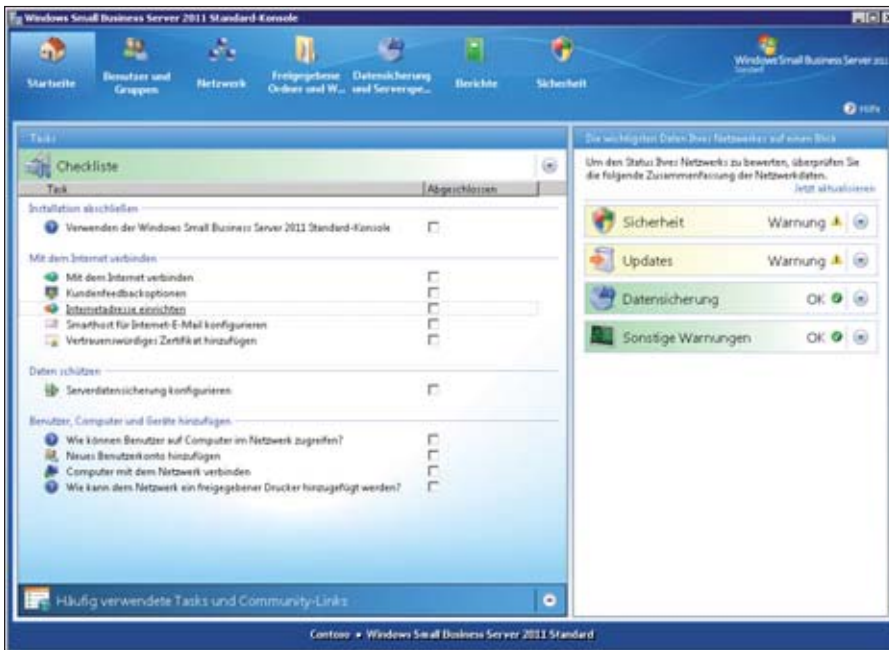 Windows Small Business Server 2011 Standard-Konsole
Startseite
Benutzer und Gruppen
Netzwerk
Freigegebene Ordner und W...
Datensicherung und Serverspe...
Berichte
Sicherheit
Windows Small Business Server 2011
Standard
Hilfe
Tasks
Checkliste
Task
Abgeschlossen
Installation abschließen
Verwenden der Windows Small Business Server 2011 Standard-Konsole
Mit dem Internet verbinden
Mit dem Internet verbinden
Kundenfeedbackoptionen
Internetadresse einrichten
Smarthost für Internet-E-Mail konfigurieren
Vertrauenswürdiges Zertifikat hinzufügen
Daten schützen
Serverdatensicherung konfigurieren
Benutzer, Computer und Geräte hinzufügen
Wie können Benutzer auf Computer im Netzwerk zugreifen?
Neues Benutzerkonto hinzufügen
Computer mit dem Netzwerk verbinden
Wie kann dem Netzwerk ein freigegebener Drucker hinzugefügt werden?
Häufig verwendete Tasks und Community-Links
Die wichtigsten Daten Ihres Netzwerkes auf einen Blick
Um den Status Ihres Netzwerks zu bewerten, überprüfen Sie
die folgende Zusammenfassung der Netzwerkdaten.
Jetzt aktualisieren
Sicherheit Warnung
Updates Warnung
Datensicherung OK
Sonstige Warnungen OK
Contoso • Windows Small Business Server 2011 Standard